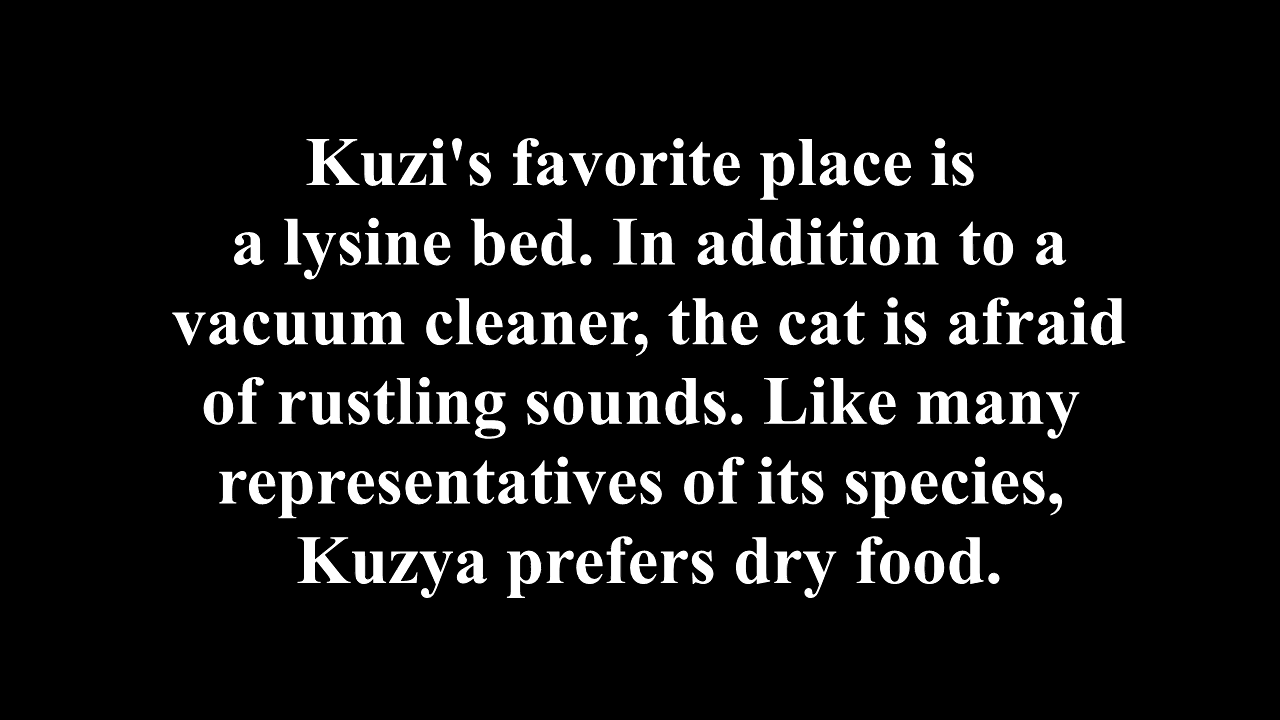 Kuzi's favorite place is
a lysine bed. In addition to a
vacuum cleaner, the cat is afraid
of rustling sounds. Like many
representatives of its species,
Kuzya prefers dry food.